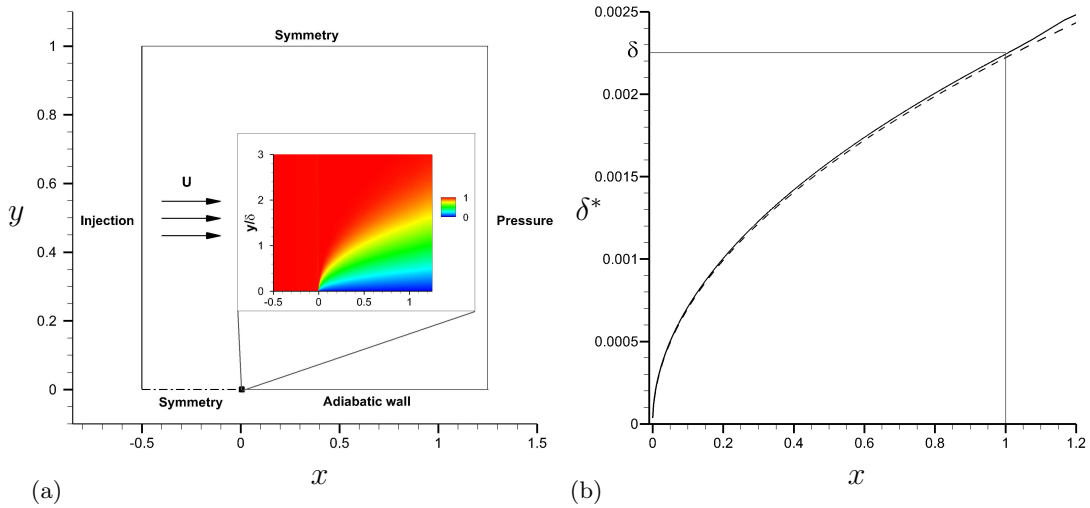 Symmetry
U
Injection
Pressure
Symmetry
Adiabatic wall
y
1
0.8
0.6
0.4
0.2
0
-0.5 0 0.5 1 1.5
x
y/δ
3
2
1
0
-0.5 0 0.5 1
1
0
(a)
δ*
0.0025
δ
0.002
0.0015
0.001
0.0005
0
0 0.2 0.4 0.6 0.8 1 1.2
x
(b)